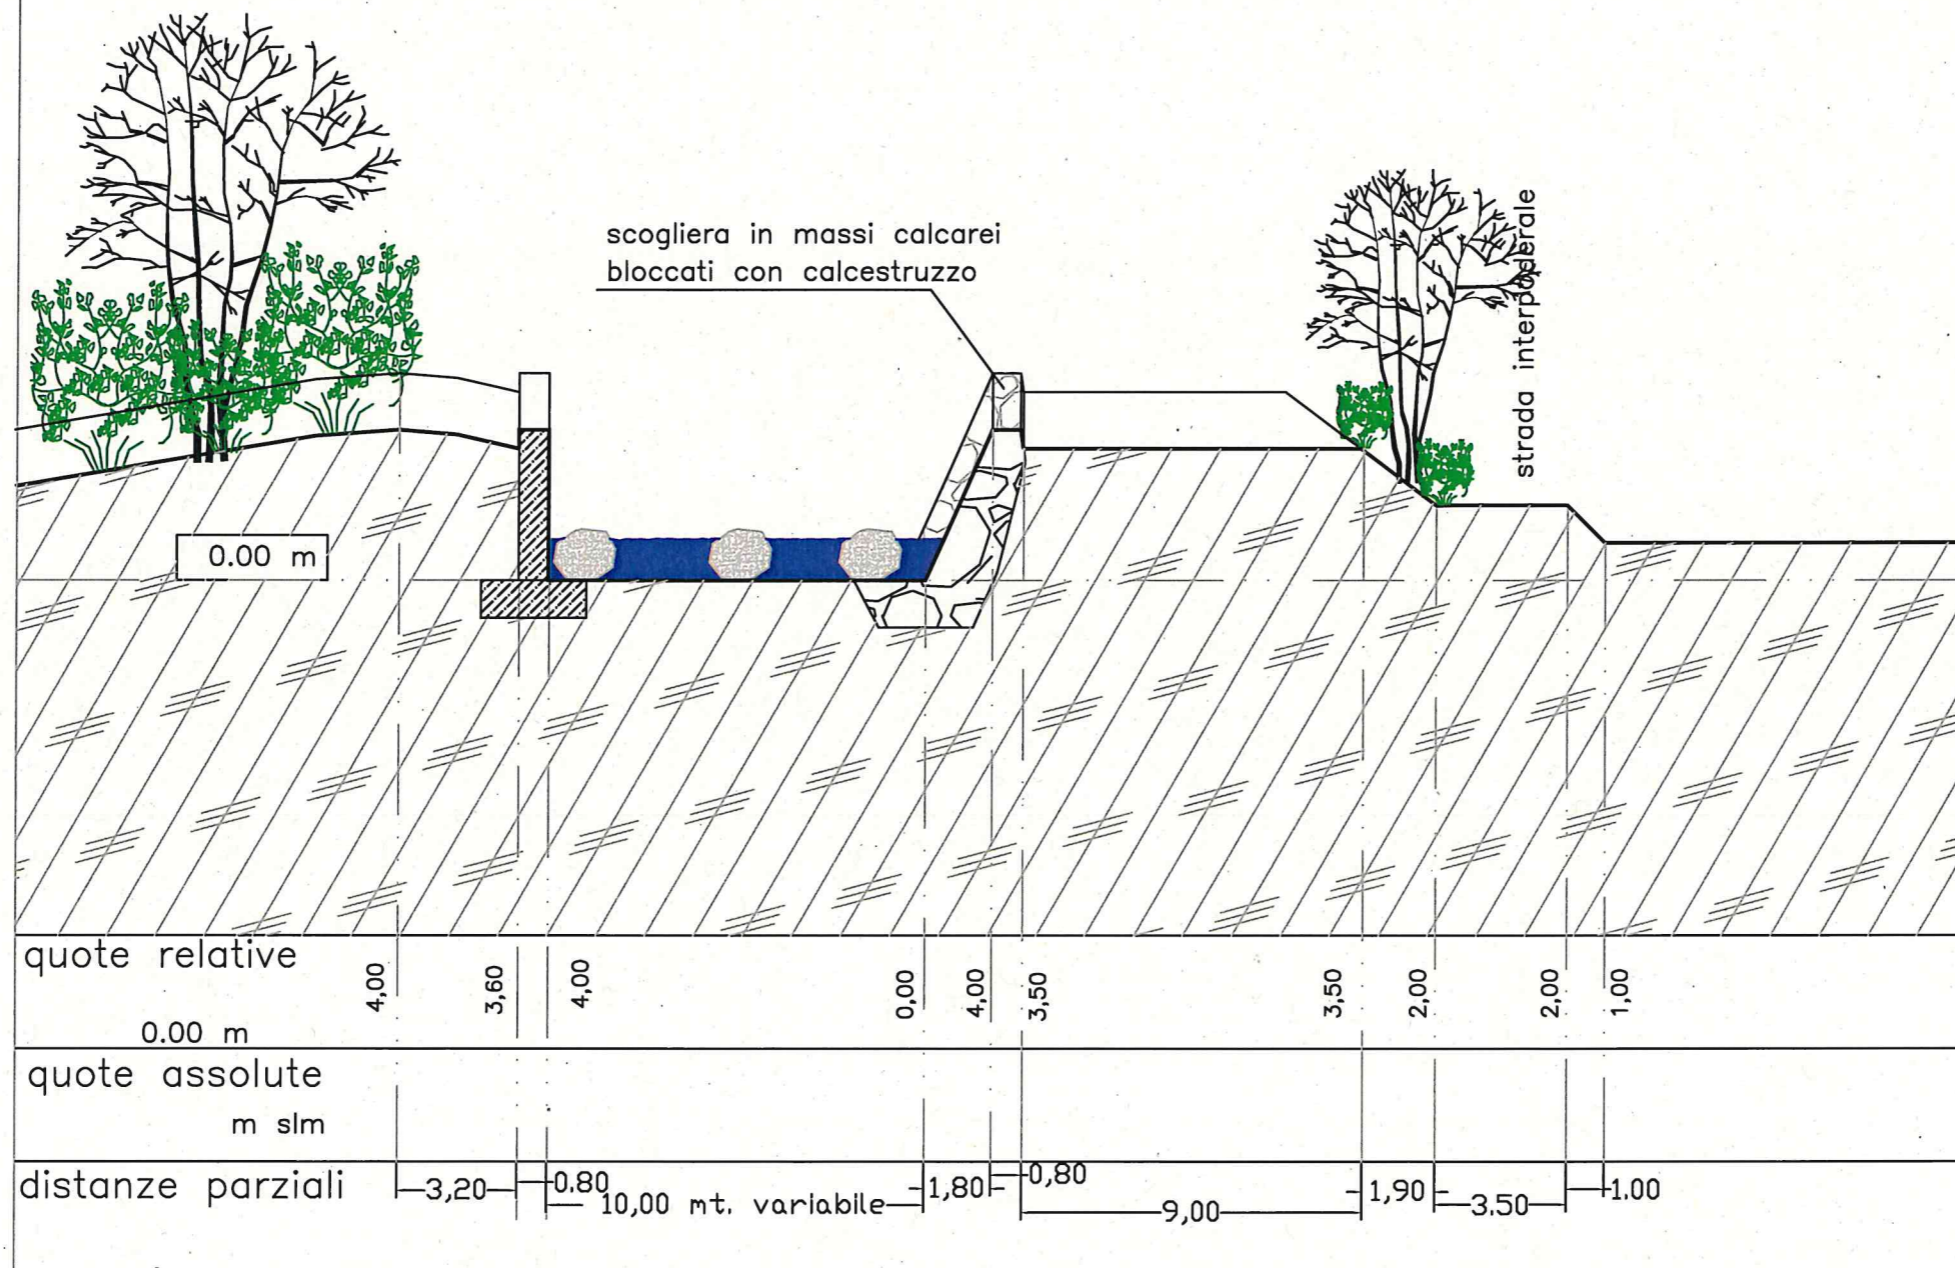 scogliera in massi calcarei
bloccati con calcestruzzo
strada interpoderale
0.00 m
quote relative
0.00 m
4,00
3,60
4,00
0,00
4,00
3,50
3,50
2,00
2,00
1,00
quote assolute
m slm
distanze parziali
3,20
0.80
10,00 mt. variabile
1,80
0,80
9,00
1,90
3.50
1.00